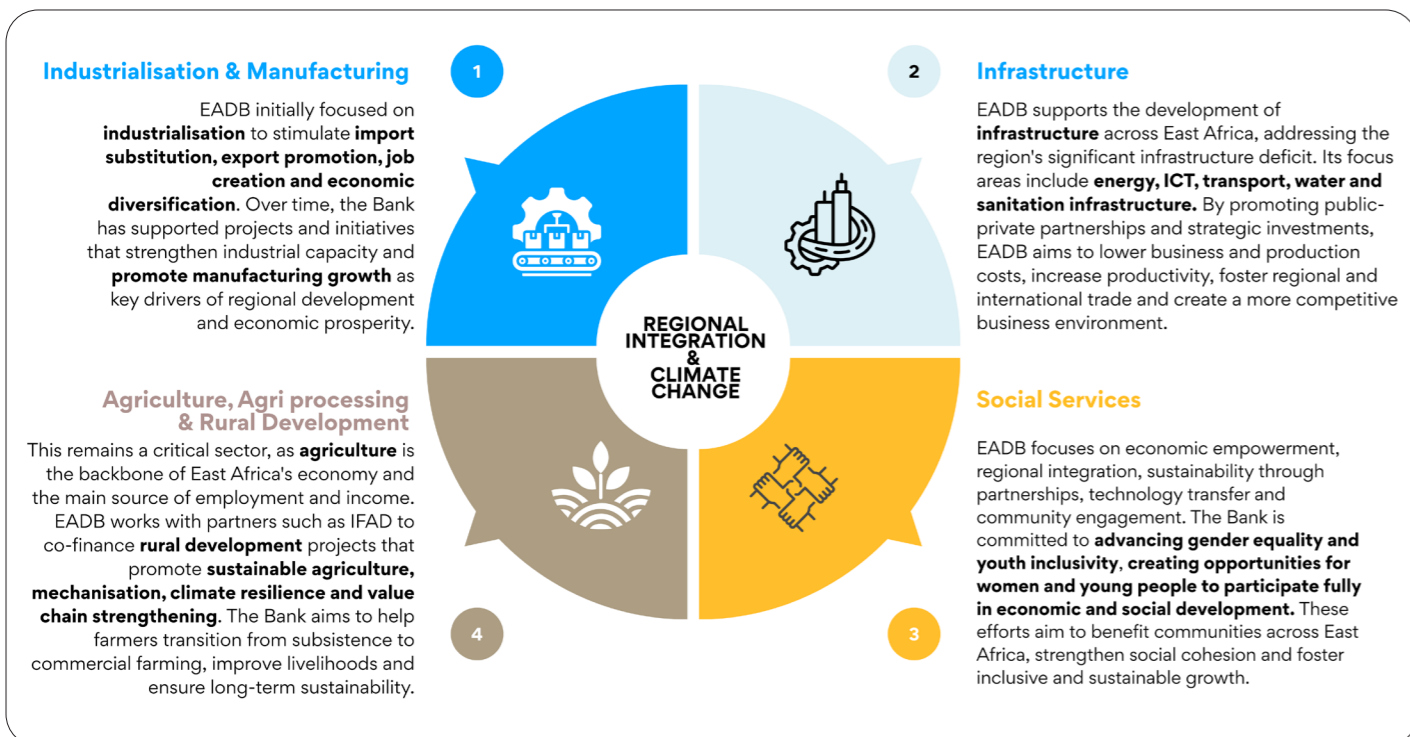 Industrialisation & Manufacturing
1
EADB initially focused on
industrialisation to stimulate import
substitution, export promotion, job
creation and economic
diversification. Over time, the Bank
has supported projects and initiatives
that strengthen industrial capacity and
promote manufacturing growth as
key drivers of regional development
and economic prosperity.
2
Infrastructure
EADB supports the development of
infrastructure across East Africa, addressing the
region's significant infrastructure deficit. Its focus
areas include energy, ICT, transport, water and
sanitation infrastructure. By promoting public-
private partnerships and strategic investments,
EADB aims to lower business and production
costs, increase productivity, foster regional and
international trade and create a more competitive
business environment.
REGIONAL
INTEGRATION
&
CLIMATE
CHANGE
Social Services
EADB focuses on economic empowerment,
regional integration, sustainability through
partnerships, technology transfer and
community engagement. The Bank is
committed to advancing gender equality and
youth inclusivity, creating opportunities for
women and young people to participate fully
in economic and social development. These
efforts aim to benefit communities across East
Africa, strengthen social cohesion and foster
inclusive and sustainable growth.
3
Agriculture, Agri processing
& Rural Development
This remains a critical sector, as agriculture is
the backbone of East Africa's economy and
the main source of employment and income.
EADB works with partners such as IFAD to
co-finance rural development projects that
promote sustainable agriculture,
mechanisation, climate resilience and value
chain strengthening. The Bank aims to help
farmers transition from subsistence to
commercial farming, improve livelihoods and
ensure long-term sustainability.
4